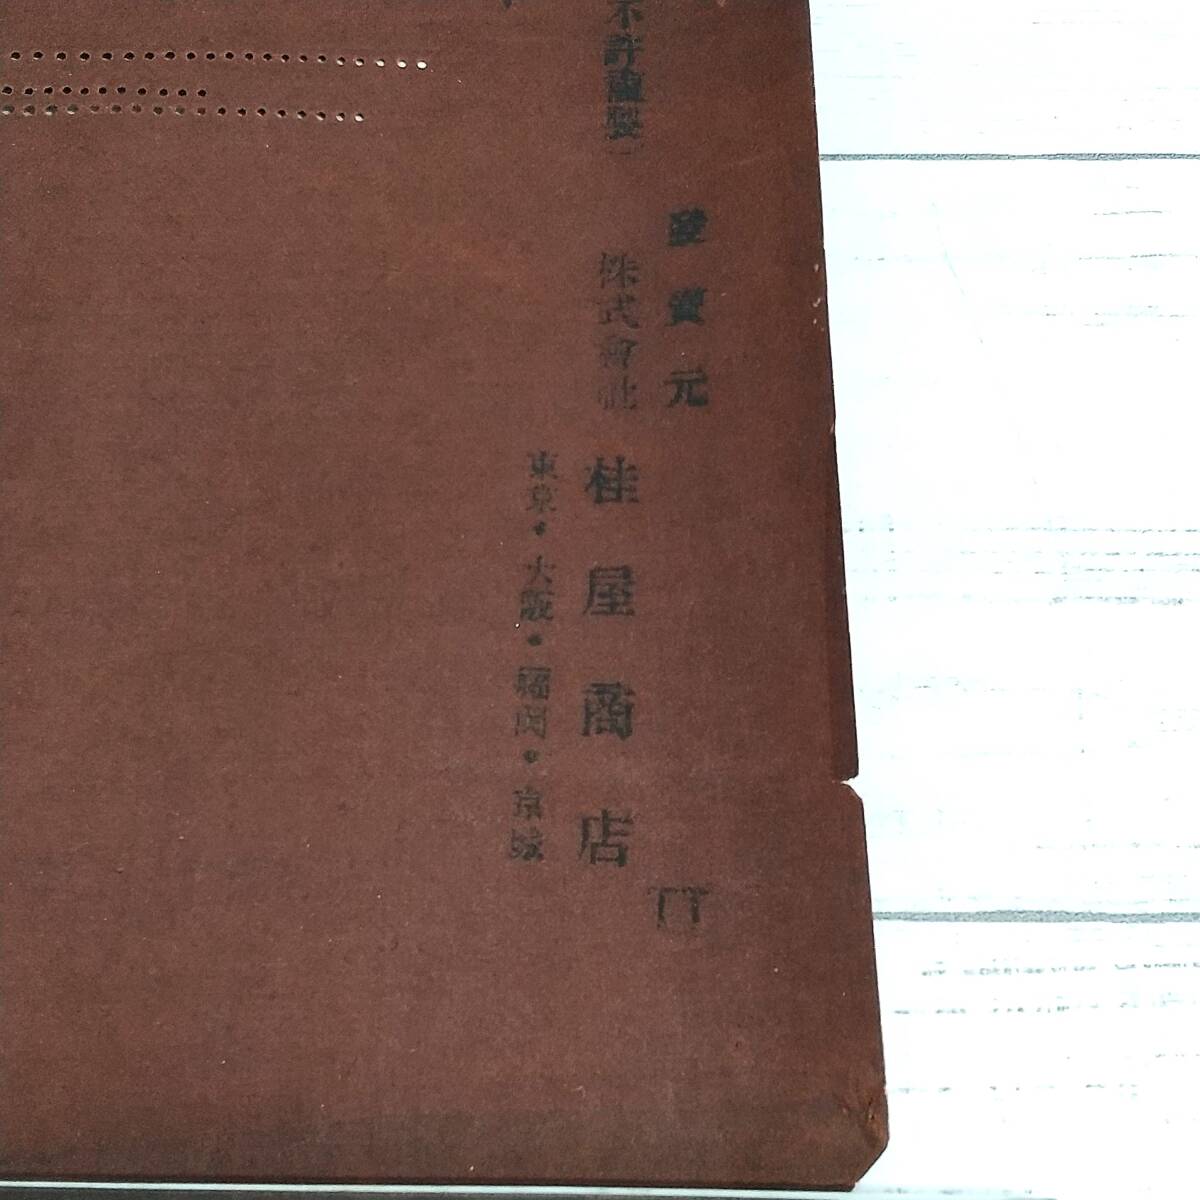 發賣元
不許複製
株式會社
桂屋商店
東京・大阪・福岡・京城